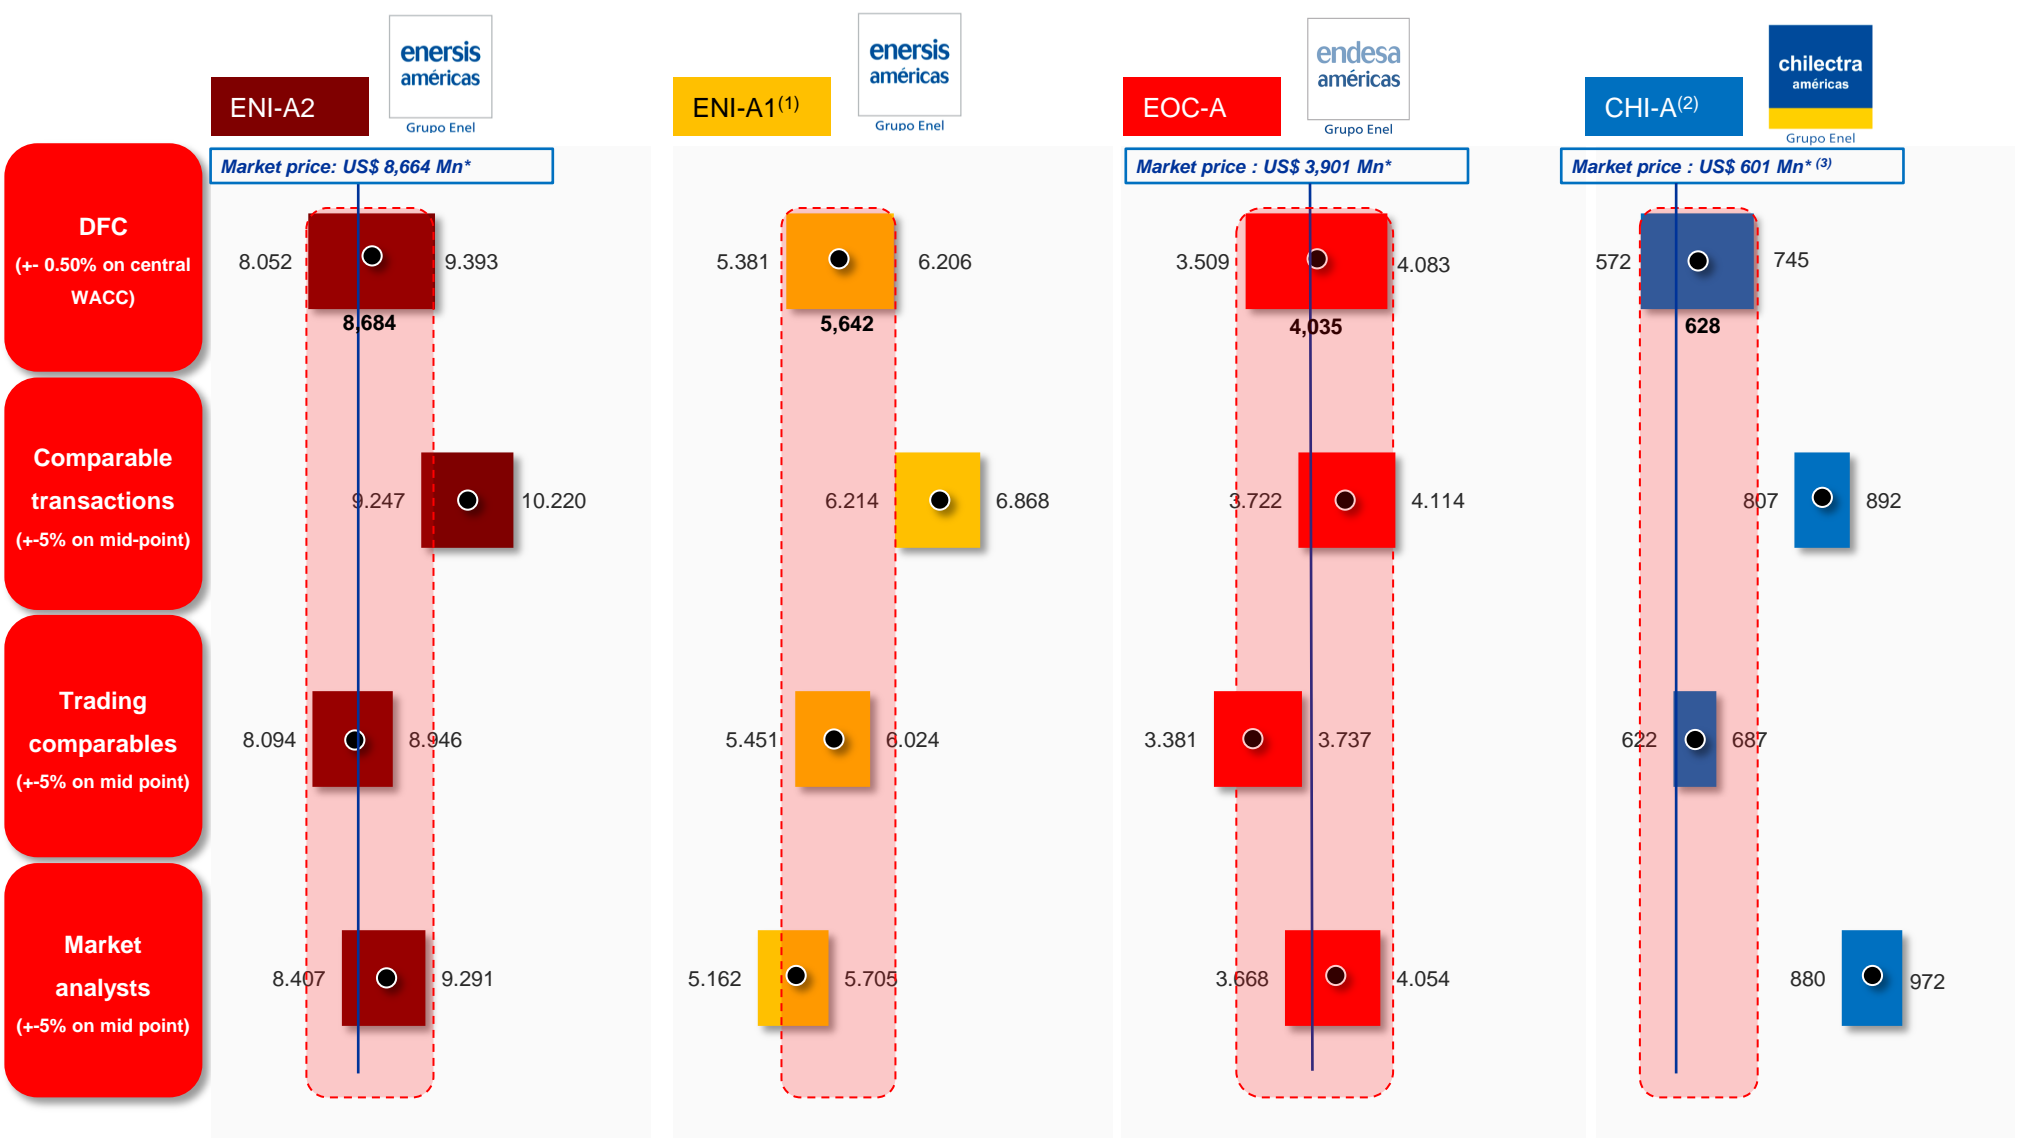 enersis
américas
Grupo Enel
enersis
américas
Grupo Enel
endesa
américas
Grupo Enel
chilectra
américas
Grupo Enel
ENI-A2
ENI-A1(1)
EOC-A
CHI-A(2)
Market price: US$ 8,664 Mn*
Market price : US$ 3,901 Mn*
Market price : US$ 601 Mn* (3)
DFC
(+- 0.50% on central
WACC)
8.052
9.393
8,684
5.381
6.206
5,642
3.509
4.083
4,035
572
745
628
Comparable
transactions
(+-5% on mid-point)
9.247
10.220
6.214
6.868
3.722
4.114
807
892
Trading
comparables
(+-5% on mid point)
8.094
8.946
5.451
6.024
3.381
3.737
622
687
Market
analysts
(+-5% on mid point)
8.407
9.291
5.162
5.705
3.668
4.054
880
972